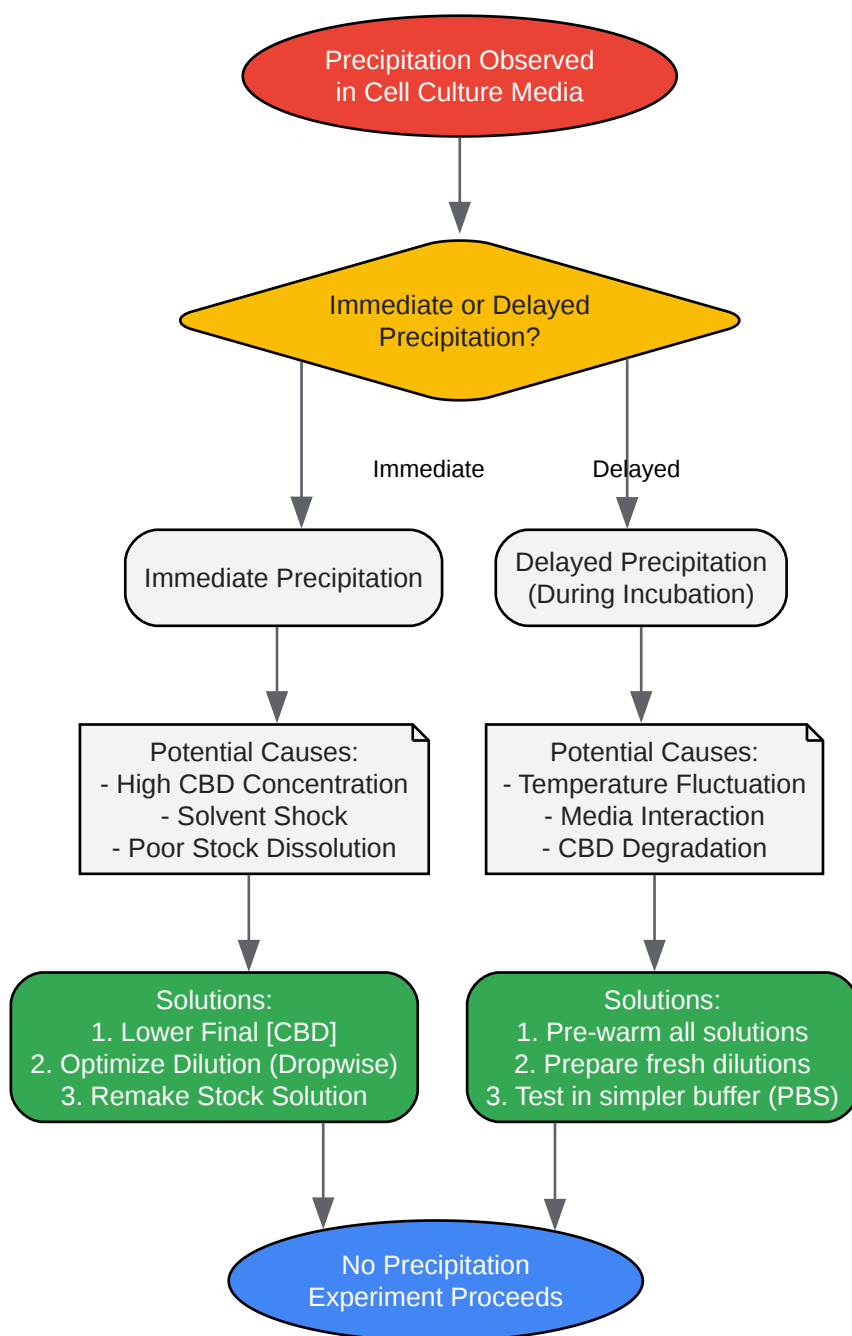 Precipitation Observed
in Cell Culture Media
Immediate or Delayed
Precipitation?
Immediate
Delayed
Immediate Precipitation
Delayed Precipitation
(During Incubation)
Potential Causes:
- High CBD Concentration
- Solvent Shock
- Poor Stock Dissolution
Potential Causes:
- Temperature Fluctuation
- Media Interaction
- CBD Degradation
Solutions:
1. Lower Final [CBD]
2. Optimize Dilution (Dropwise)
3. Remake Stock Solution
Solutions:
1. Pre-warm all solutions
2. Prepare fresh dilutions
3. Test in simpler buffer (PBS)
No Precipitation
Experiment Proceeds